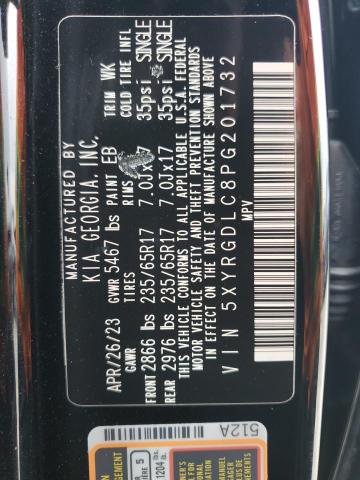 MANUFACTURED BY
KIA GEORGIA, INC.
APR/26/23 GVWR 5467 lbs PAINT EB TRIM WK
GAWR TIRES RIMS COLD TIRE INFL
FRONT 2866 lbs 235/65R17 7.0Jx17 35psi SINGLE
REAR 2976 lbs 235/65R17 7.0Jx17 35psi SINGLE
THIS VEHICLE CONFORMS TO ALL APPLICABLE U.S.A. FEDERAL
MOTOR VEHICLE SAFETY AND THEFT PREVENTION STANDARDS
IN EFFECT ON THE DATE OF MANUFACTURE SHOWN ABOVE
VIN 5XYRGDLC8PG201732
MPV
512A
5
1204 lb.